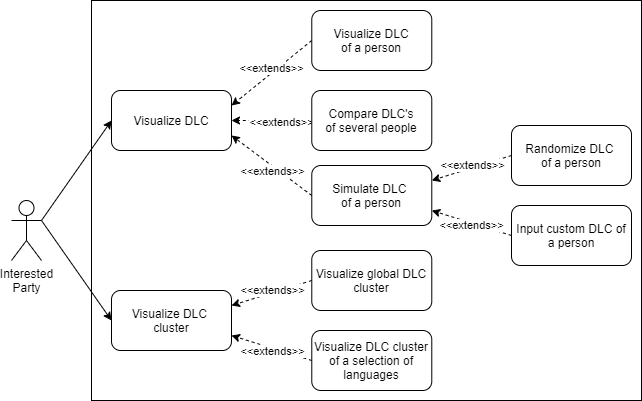 Visualize DLC
of a person
<<extends>>
Visualize DLC
<<extends>>
Compare DLC's
of several people
<<extends>>
Simulate DLC
of a person
<<extends>>
Randomize DLC
of a person
<<extends>>
Input custom DLC of
a person
Interested
Party
Visualize global DLC
cluster
<<extends>>
Visualize DLC
cluster
<<extends>>
Visualize DLC cluster
of a selection of
languages